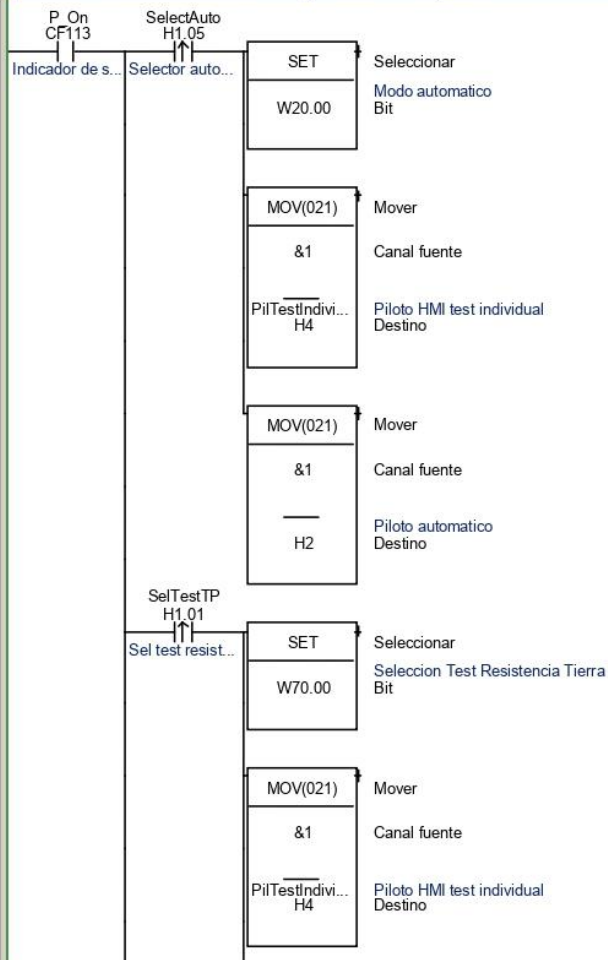 P_On
CF113
Indicador de s...
SelectAuto
H1.05
Selector auto...
SET
Seleccionar
W20.00
Modo automatico
Bit
MOV(021)
Mover
&1
Canal fuente
PilTestIndivi...
H4
Piloto HMI test individual
Destino
MOV(021)
Mover
&1
Canal fuente
H2
Piloto automatico
Destino
SelTestTP
H1.01
Sel test resist...
SET
Seleccionar
W70.00
Seleccion Test Resistencia Tierra
Bit
MOV(021)
Mover
&1
Canal fuente
PilTestIndivi...
H4
Piloto HMI test individual
Destino